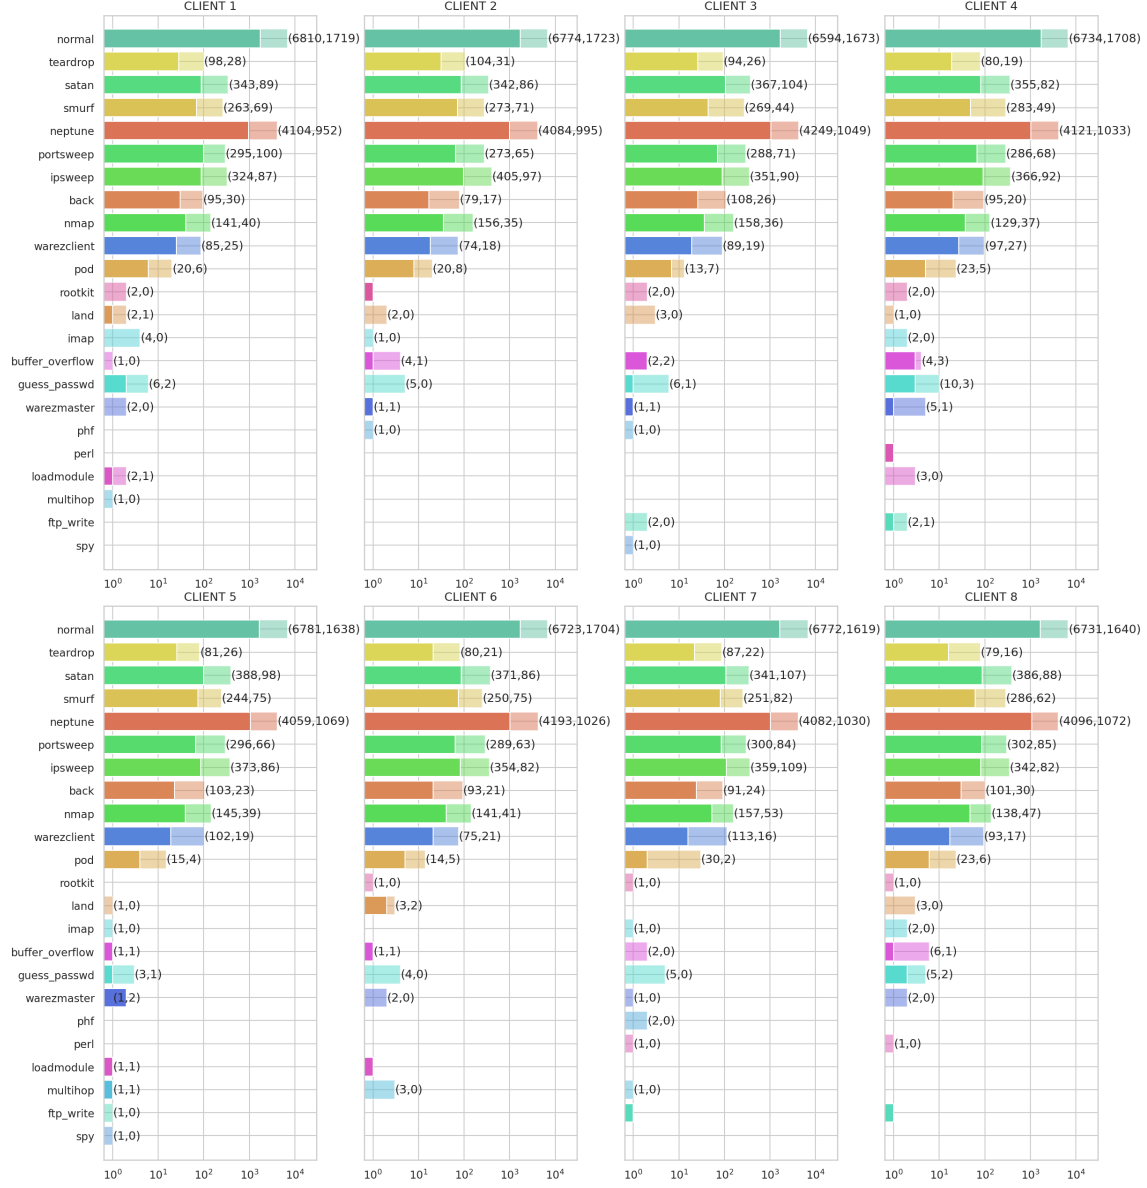 CLIENT 1 CLIENT 2 CLIENT 3 CLIENT 4
normal (6810,1719) (6774,1723) (6594,1673) (6734,1708)
teardrop (98,28) (104,31) (94,26) (80,19)
satan (343,89) (342,86) (367,104) (355,82)
smurf (263,69) (273,71) (269,44) (283,49)
neptune (4104,952) (4084,995) (4249,1049) (4121,1033)
portsweep (295,100) (273,65) (288,71) (286,68)
ipsweep (324,87) (405,97) (351,90) (366,92)
back (95,30) (79,17) (108,26) (95,20)
nmap (141,40) (156,35) (158,36) (129,37)
warezclient (85,25) (74,18) (89,19) (97,27)
pod (20,6) (20,8) (13,7) (23,5)
rootkit (2,0) (2,0) (2,0)
land (2,1) (2,0) (3,0) (1,0)
imap (4,0) (1,0) (2,0)
buffer_overflow (1,0) (4,1) (2,2) (4,3)
guess_passwd (6,2) (5,0) (6,1) (10,3)
warezmaster (2,0) (1,1) (1,1) (5,1)
phf (1,0) (1,0)
perl
loadmodule (2,1) (3,0)
multihop (1,0)
ftp_write (2,0) (2,1)
spy (1,0)
10⁰ 10¹ 10² 10³ 10⁴ 10⁰ 10¹ 10² 10³ 10⁴ 10⁰ 10¹ 10² 10³ 10⁴ 10⁰ 10¹ 10² 10³ 10⁴
CLIENT 5 CLIENT 6 CLIENT 7 CLIENT 8
normal (6781,1638) (6723,1704) (6772,1619) (6731,1640)
teardrop (81,26) (80,21) (87,22) (79,16)
satan (388,98) (371,86) (341,107) (386,88)
smurf (244,75) (250,75) (251,82) (286,62)
neptune (4059,1069) (4193,1026) (4082,1030) (4096,1072)
portsweep (296,66) (289,63) (300,84) (302,85)
ipsweep (373,86) (354,82) (359,109) (342,82)
back (103,23) (93,21) (91,24) (101,30)
nmap (145,39) (141,41) (157,53) (138,47)
warezclient (102,19) (75,21) (113,16) (93,17)
pod (15,4) (14,5) (30,2) (23,6)
rootkit (1,0) (1,0) (1,0)
land (1,0) (3,2) (3,0)
imap (1,0) (1,0) (2,0)
buffer_overflow (1,1) (1,1) (2,0) (6,1)
guess_passwd (3,1) (4,0) (5,0) (5,2)
warezmaster (1,2) (2,0) (1,0) (2,0)
phf (2,0)
perl (1,0) (1,0)
loadmodule (1,1)
multihop (1,1) (3,0) (1,0)
ftp_write (1,0)
spy (1,0)
10⁰ 10¹ 10² 10³ 10⁴ 10⁰ 10¹ 10² 10³ 10⁴ 10⁰ 10¹ 10² 10³ 10⁴ 10⁰ 10¹ 10² 10³ 10⁴